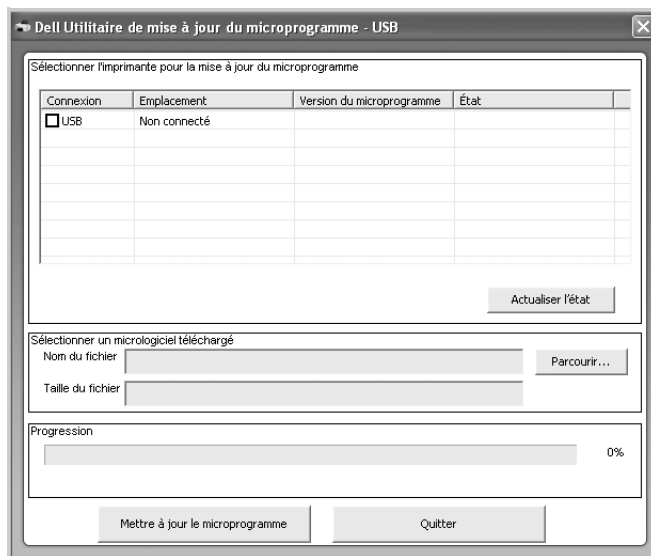 Dell Utilitaire de mise à jour du microprogramme - USB
Sélectionner l'imprimante pour la mise à jour du microprogramme
Connexion Emplacement Version du microprogramme État
USB Non connecté
Actualiser l'état
Sélectionner un micrologiciel téléchargé
Nom du fichier Parcourir...
Taille du fichier
Progression
0%
Mettre à jour le microprogramme Quitter